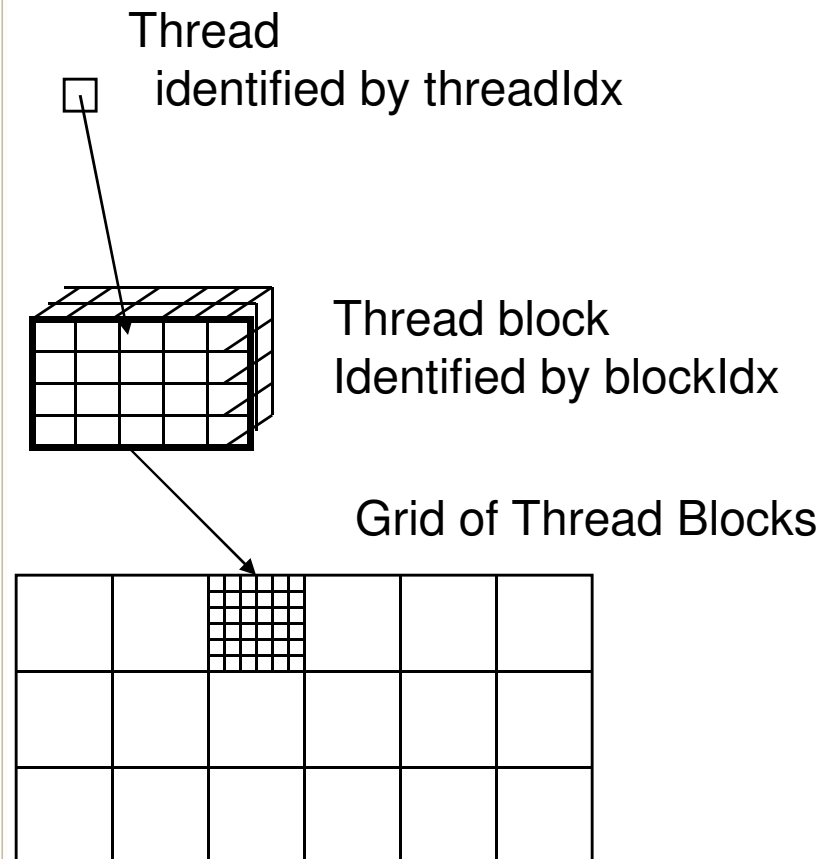 Thread
identified by threadIdx
Thread block
Identified by blockIdx
Grid of Thread Blocks